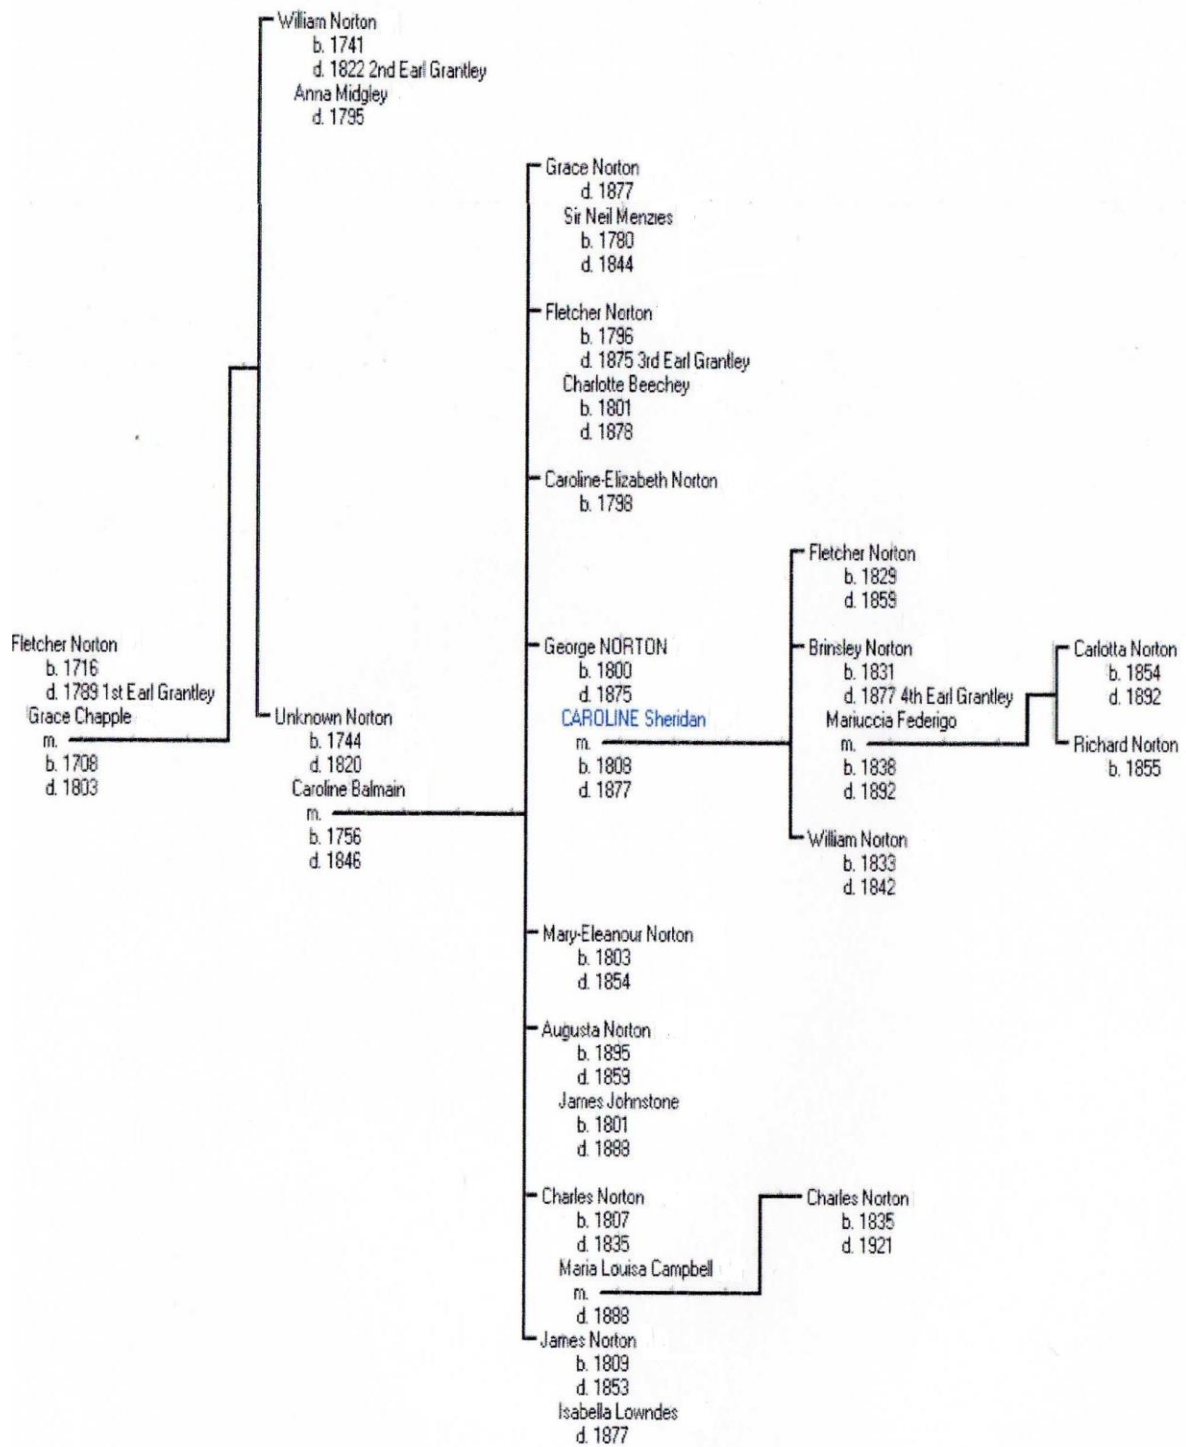 William Norton
b. 1741
d. 1822 2nd Earl Grantley
Anna Midgley
d. 1795
Grace Norton
d. 1877
Sir Neil Menzies
b. 1780
d. 1844
Fletcher Norton
b. 1796
d. 1875 3rd Earl Grantley
Charlotte Beechey
b. 1801
d. 1878
Caroline-Elizabeth Norton
b. 1798
Fletcher Norton
b. 1829
d. 1859
Fletcher Norton
b. 1716
d. 1789 1st Earl Grantley
Grace Chapple
m.
b. 1708
d. 1803
Unknown Norton
b. 1744
d. 1820
Caroline Balmain
m.
b. 1756
d. 1846
George NORTON
b. 1800
d. 1875
CAROLINE Sheridan
m.
b. 1808
d. 1877
Brinsley Norton
b. 1831
d. 1877 4th Earl Grantley
Mariuccia Federigo
m.
b. 1838
d. 1892
Carlotta Norton
b. 1854
d. 1892
Richard Norton
b. 1855
William Norton
b. 1833
d. 1842
Mary-Eleanour Norton
b. 1803
d. 1854
Augusta Norton
b. 1895
d. 1859
James Johnstone
b. 1801
d. 1888
Charles Norton
b. 1807
d. 1835
Maria Louisa Campbell
m.
d. 1888
Charles Norton
b. 1835
d. 1921
James Norton
b. 1809
d. 1853
Isabella Lowndes
d. 1877